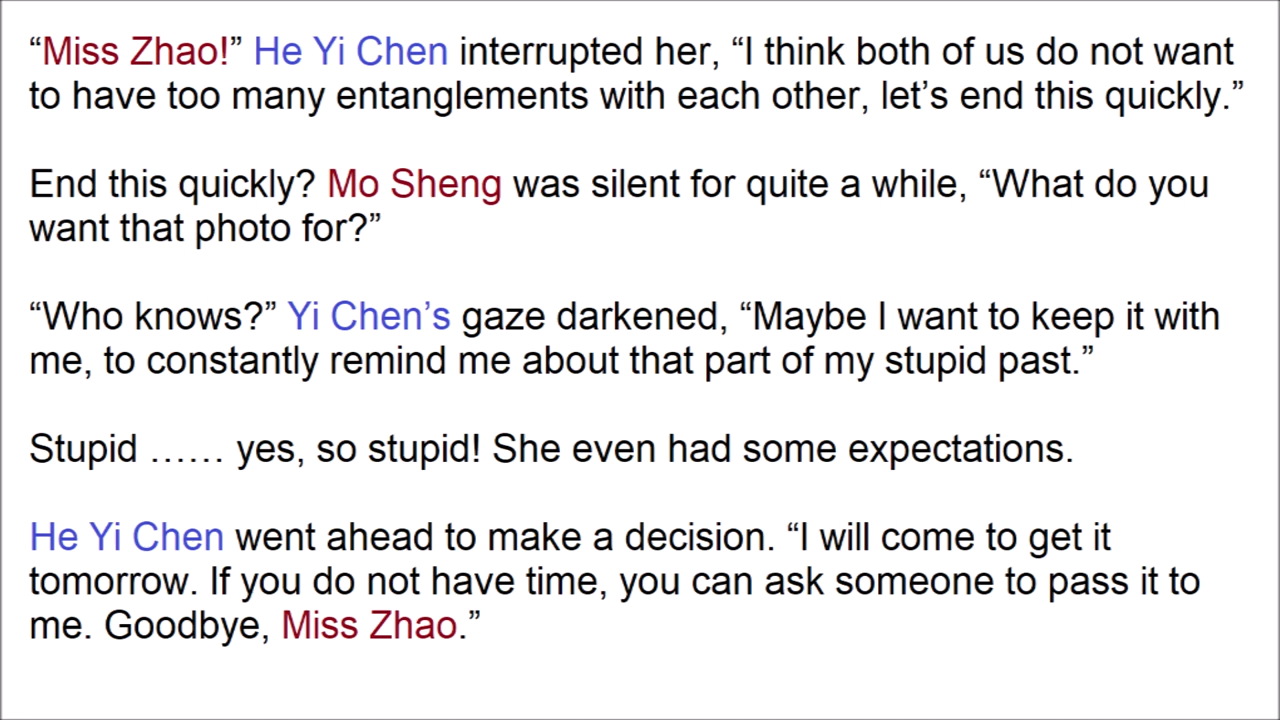 “Miss Zhao!” He Yi Chen interrupted her, “I think both of us do not want
to have too many entanglements with each other, let’s end this quickly.”
End this quickly? Mo Sheng was silent for quite a while, “What do you
want that photo for?”
“Who knows?” Yi Chen’s gaze darkened, “Maybe I want to keep it with
me, to constantly remind me about that part of my stupid past.”
Stupid …… yes, so stupid! She even had some expectations.
He Yi Chen went ahead to make a decision. “I will come to get it
tomorrow. If you do not have time, you can ask someone to pass it to
me. Goodbye, Miss Zhao.”